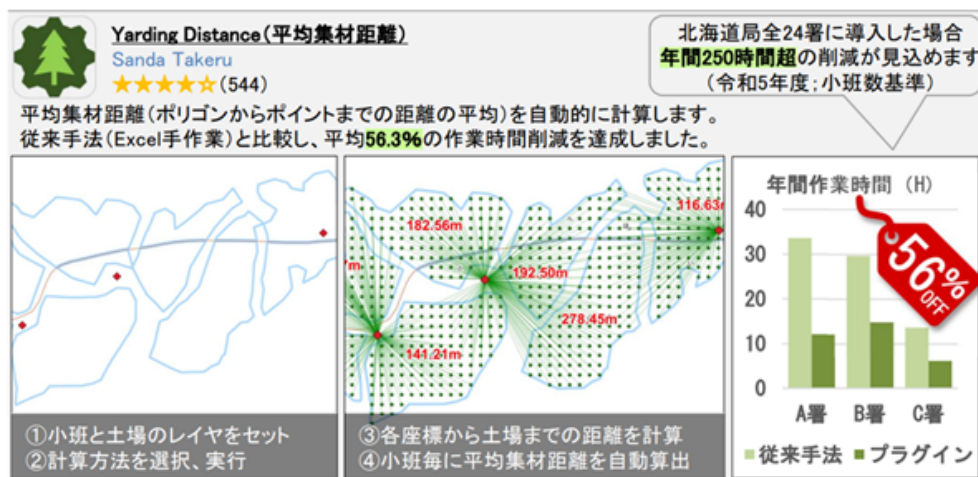 Yarding Distance(平均集材距離)
Sanda Takeru
★★★★☆(544)
北海道局全24署に導入した場合
年間250時間超の削減が見込めます
(令和5年度;小班数基準)
平均集材距離(ポリゴンからポイントまでの距離の平均)を自動的に計算します。
従来手法(Excel手作業)と比較し、平均56.3%の作業時間削減を達成しました。
①小班と土場のレイヤをセット
②計算方法を選択、実行
182.56m
116.63m
192.50m
278.45m
141.21m
③各座標から土場までの距離を計算
④小班毎に平均集材距離を自動算出
年間作業時間 (H)
40
30
20
10
0
56%
OFF
A署 B署 C署
従来手法 プラグイン